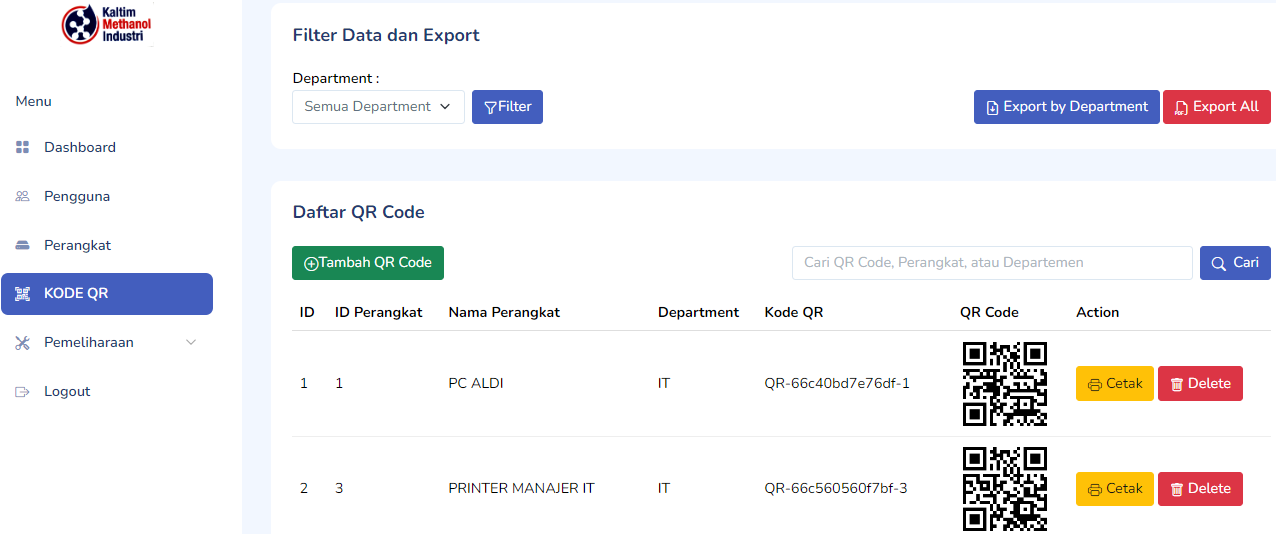 Kaltim
Methanol
Industri
Menu
Dashboard
Pengguna
Perangkat
KODE QR
Pemeliharaan
Logout
Filter Data dan Export
Department :
Semua Department Filter Export by Department Export All
Daftar QR Code
Tambah QR Code Cari QR Code, Perangkat, atau Departemen Cari
ID ID Perangkat Nama Perangkat Department Kode QR QR Code Action
1 1 PC ALDI IT QR-66c40bd7e76df-1 Cetak Delete
2 3 PRINTER MANAJER IT IT QR-66c560560f7bf-3 Cetak Delete